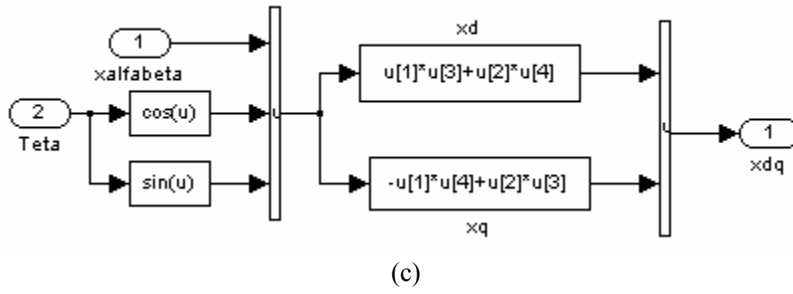 xd
1
xalfabeta
u[1]*u[3]+u[2]*u[4]
2
Teta
cos(u)
sin(u)
-u[1]*u[4]+u[2]*u[3]
xq
1
xdq
(c)